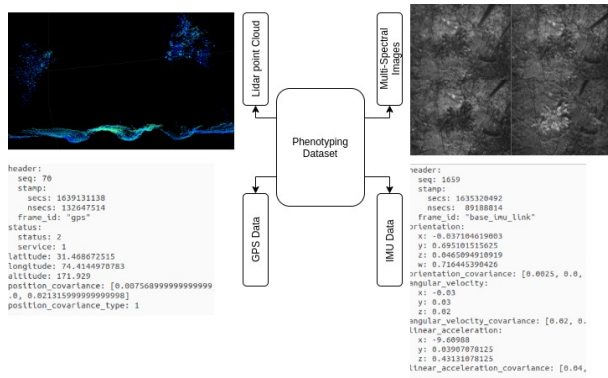 Lidar point Cloud
Multi-Spectral
Images
Phenotyping
Dataset
GPS Data
IMU Data
header:
seq: 70
stamp:
secs: 1639131138
nsecs: 132647514
frame_id: "gps"
status:
status: 2
service: 1
latitude: 31.468672515
longitude: 74.4144970783
altitude: 171.929
position_covariance: [0.007568999999999999
.0, 0.021315999999999998]
position_covariance_type: 1
header:
seq: 1659
stamp:
secs: 1635320492
nsecs: 89188814
frame_id: "base_imu_link"
orientation:
x: -0.037104619003
y: 0.695101515625
z: 0.0465094910919
w: 0.716445390426
orientation_covariance: [0.0025, 0.0,
angular_velocity:
x: -0.03
y: 0.03
z: 0.02
angular_velocity_covariance: [0.02, 0.
linear_acceleration:
x: -9.60988
y: 0.03907078125
z: 0.43131078125
linear_acceleration_covariance: [0.04,